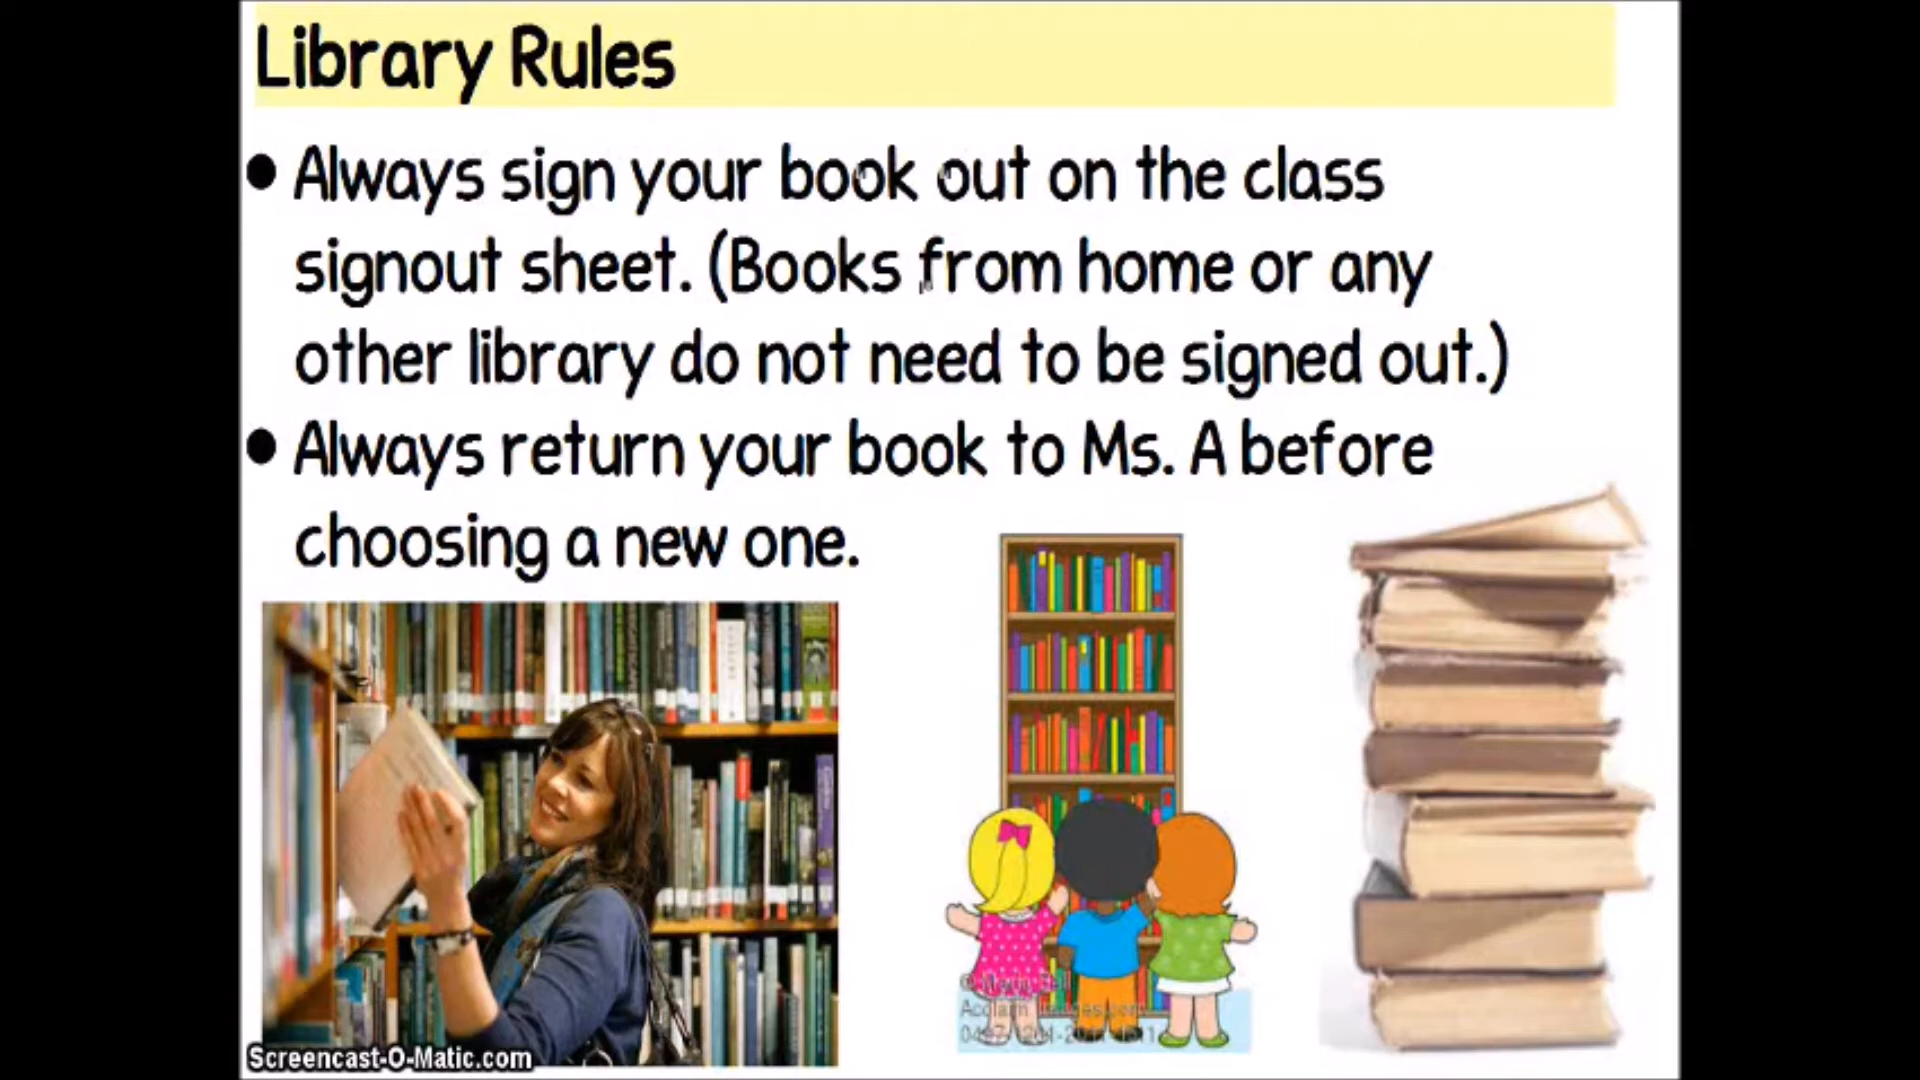 Library Rules
• Always sign your book out on the class
signout sheet. (Books from home or any
other library do not need to be signed out.)
• Always return your book to Ms. A before
choosing a new one.
Screencast-O-Matic.com